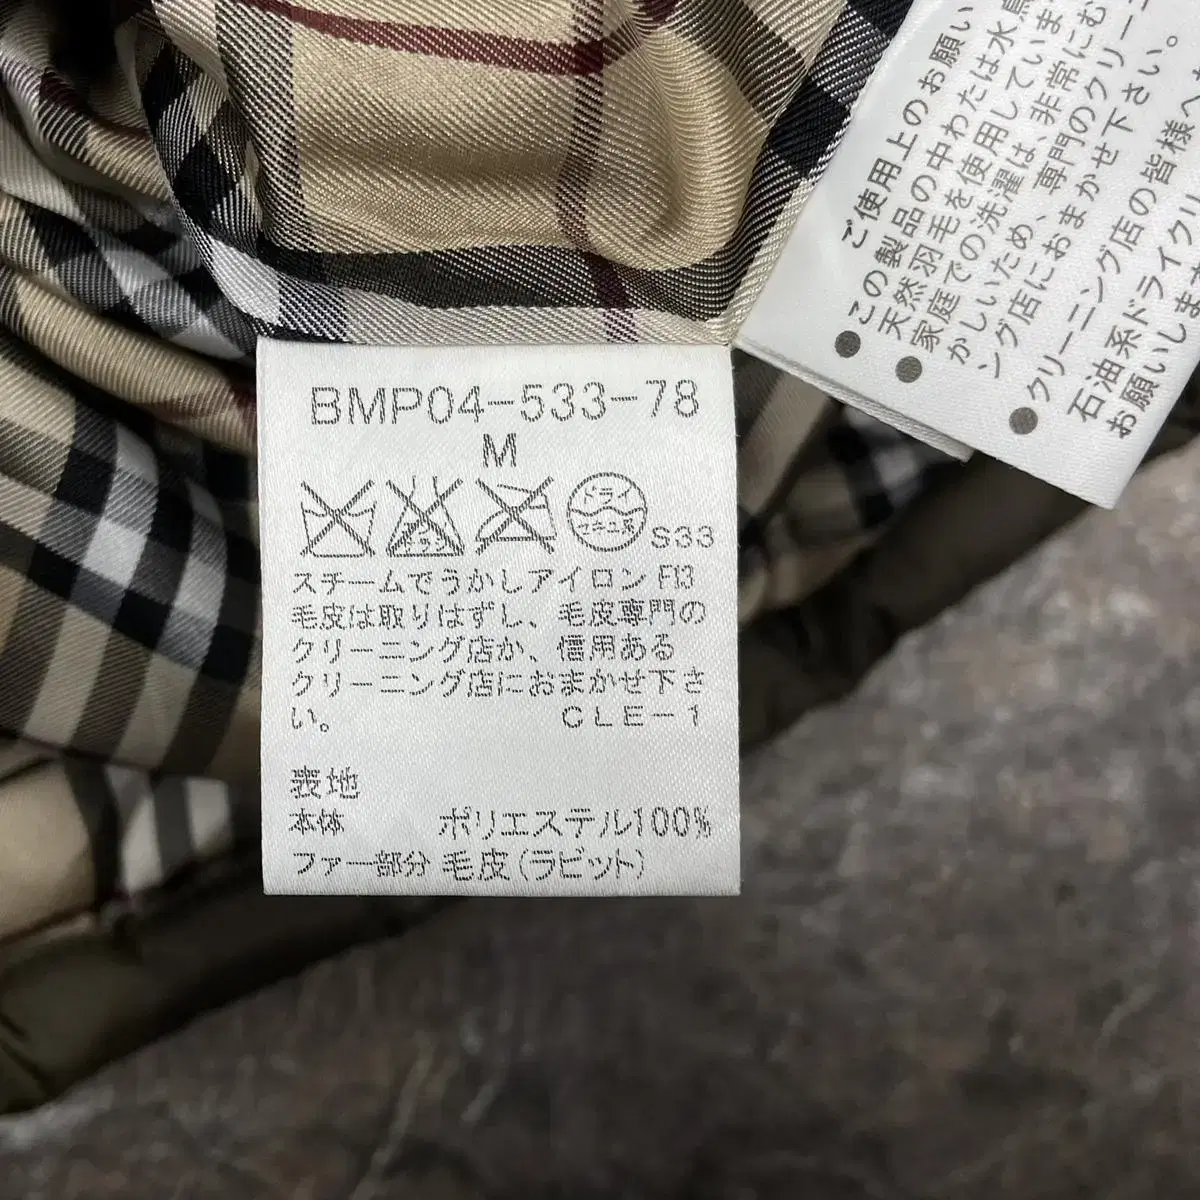 BMP04-533-78
M
エンソ
ドライ
セキユ系
S33
スチームでうかしアイロン F13
毛皮は取りはずし、毛皮専門の
クリーニング店か、信用ある
クリーニング店におまかせ下さ
い。 CLE-1
表地
本体 ポリエステル100%
ファー部分 毛皮(ラビット)
ご使用上のお願い
●この製品の中わたは水鳥
天然羽毛を使用していま
●家庭での洗濯は、非常にむ
かしいため、専門のクリーニ
ング店におまかせ下さい。
●クリーニング店の皆様へ
石油系ドライクリ
お願いしま